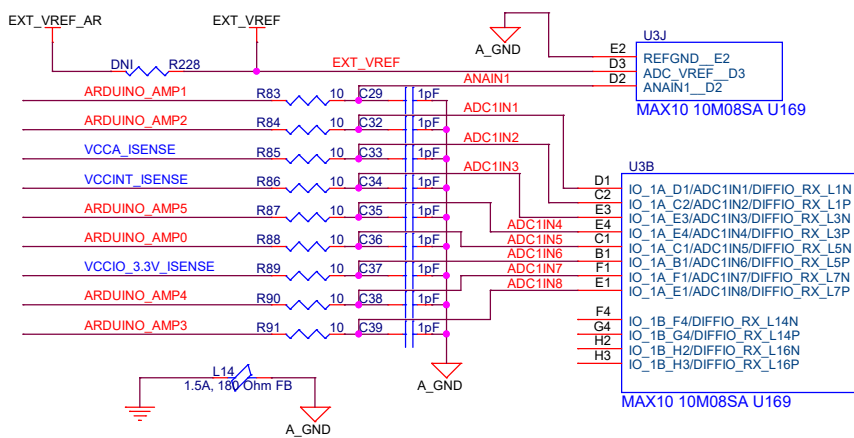 EXT_VREF_AR
EXT_VREF
A_GND
U3J
E2
REFGND__E2
D3
ADC_VREF__D3
D2
ANAIN1__D2
MAX10 10M08SA U169
DNI
R228
EXT_VREF
ANAIN1
ARDUINO_AMP1
R83
10
C29
1pF
ADC1IN1
ARDUINO_AMP2
R84
10
C32
1pF
ADC1IN2
VCCA_ISENSE
R85
10
C33
1pF
ADC1IN3
VCCINT_ISENSE
R86
10
C34
1pF
ARDUINO_AMP5
R87
10
C35
1pF
ADC1IN4
ARDUINO_AMP0
R88
10
C36
1pF
ADC1IN5
ADC1IN6
VCCIO_3.3V_ISENSE
R89
10
C37
1pF
ADC1IN7
ARDUINO_AMP4
R90
10
C38
1pF
ADC1IN8
ARDUINO_AMP3
R91
10
C39
1pF
U3B
D1
IO_1A_D1/ADC1IN1/DIFFIO_RX_L1N
C2
IO_1A_C2/ADC1IN2/DIFFIO_RX_L1P
E3
IO_1A_E3/ADC1IN3/DIFFIO_RX_L3N
E4
IO_1A_E4/ADC1IN4/DIFFIO_RX_L3P
C1
IO_1A_C1/ADC1IN5/DIFFIO_RX_L5N
B1
IO_1A_B1/ADC1IN6/DIFFIO_RX_L5P
F1
IO_1A_F1/ADC1IN7/DIFFIO_RX_L7N
E1
IO_1A_E1/ADC1IN8/DIFFIO_RX_L7P
F4
IO_1B_F4/DIFFIO_RX_L14N
G4
IO_1B_G4/DIFFIO_RX_L14P
H2
IO_1B_H2/DIFFIO_RX_L16N
H3
IO_1B_H3/DIFFIO_RX_L16P
MAX10 10M08SA U169
L14
1.5A, 180 Ohm FB
A_GND
A_GND